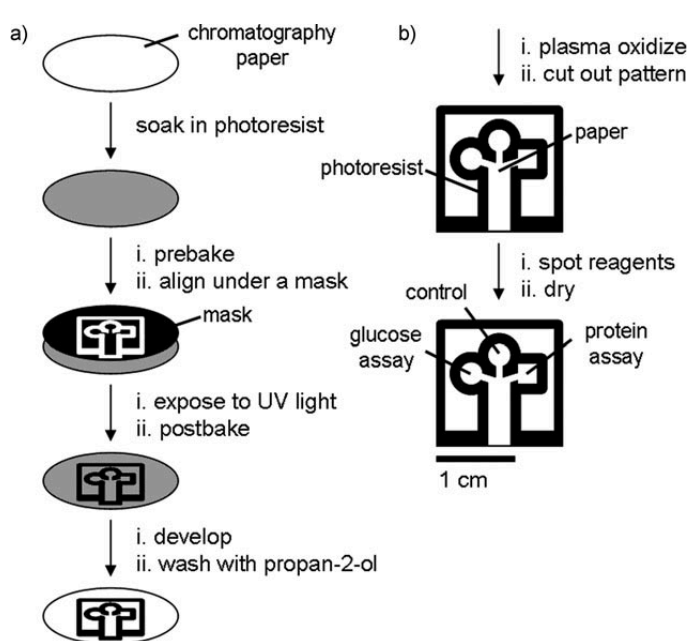 a)
chromatography
paper
soak in photoresist
i. prebake
ii. align under a mask
mask
i. expose to UV light
ii. postbake
i. develop
ii. wash with propan-2-ol
b)
i. plasma oxidize
ii. cut out pattern
paper
photoresist
i. spot reagents
ii. dry
control
glucose
assay
protein
assay
1 cm